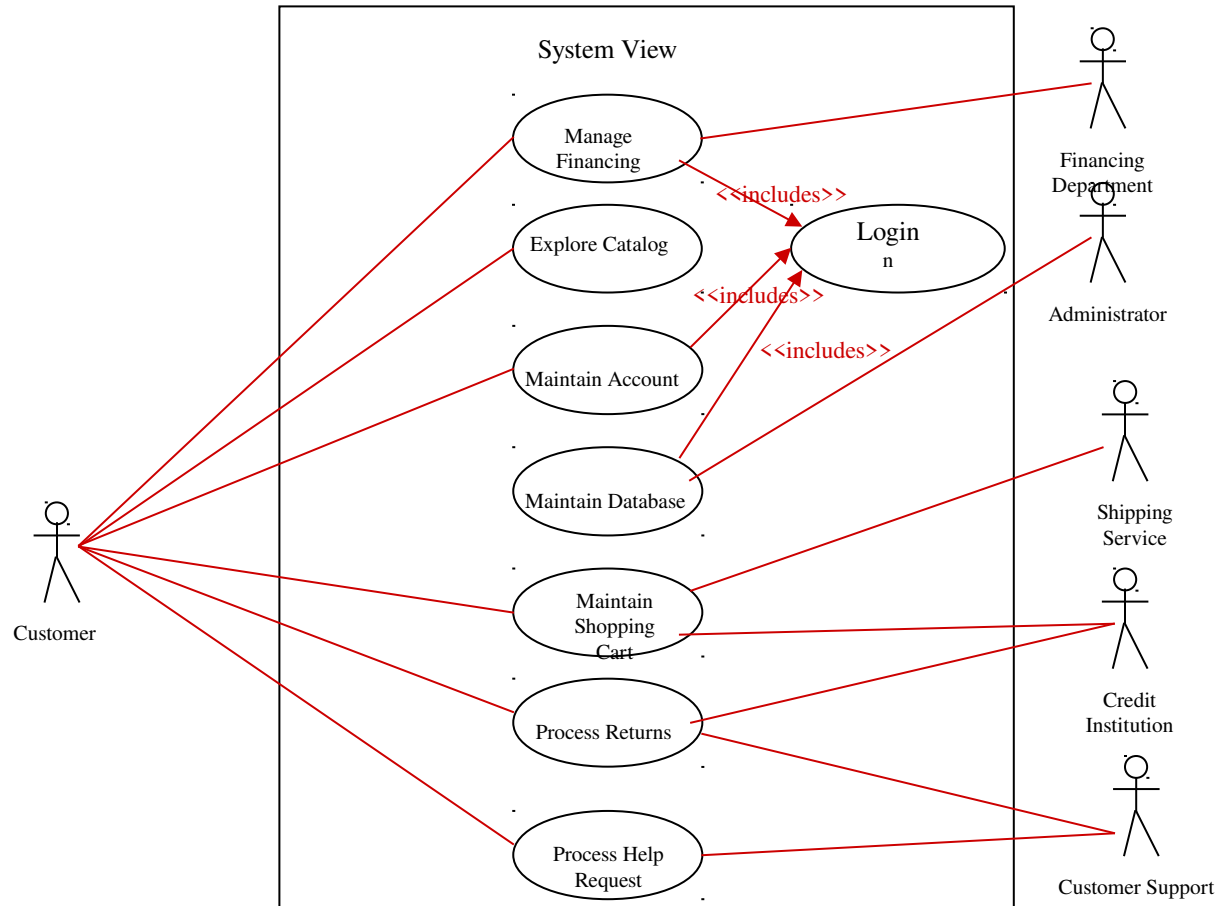 System View
Manage
Financing
<<includes>>
Explore Catalog
Login
n
<<includes>>
Maintain Account
<<includes>>
Maintain Database
Maintain
Shopping
Cart
Process Returns
Process Help
Request
Customer
Financing
Department
Administrator
Shipping
Service
Credit
Institution
Customer Support